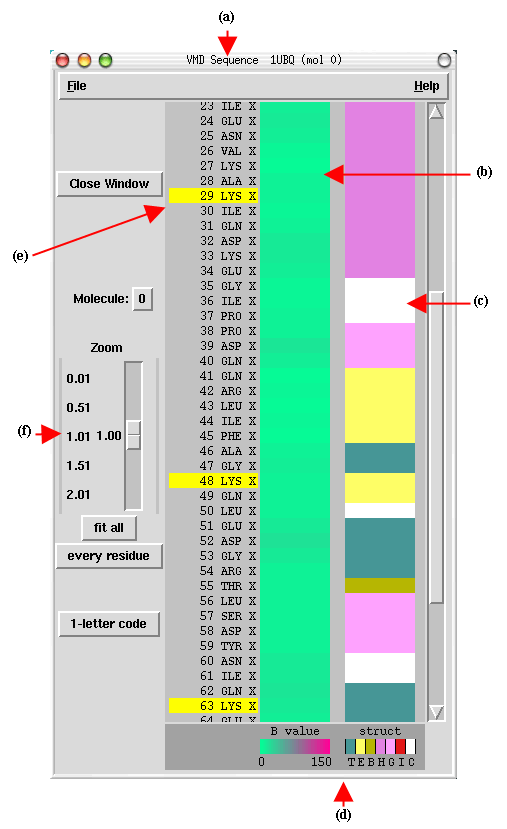 (a)
VMD Sequence 1UBQ (mol 0)
File Help
23 ILE X
24 GLU X
25 ASN X
26 VAL X
27 LYS X
(b)
28 ALA X
Close Window
29 LYS X
30 ILE X
31 GLN X
32 ASP X
(e)
33 LYS X
34 GLU X
35 GLY X
Molecule: 0
36 ILE X
(c)
37 PRO X
38 PRO X
Zoom
39 ASP X
40 GLN X
0.01
41 GLN X
42 ARG X
0.51
43 LEU X
44 ILE X
(f)
1.01 1.00
45 PHE X
46 ALA X
1.51
47 GLY X
48 LYS X
2.01
49 GLN X
50 LEU X
fit all
51 GLU X
52 ASP X
every residue
53 GLY X
54 ARG X
55 THR X
56 LEU X
57 SER X
1-letter code
58 ASP X
59 TYR X
60 ASN X
61 ILE X
62 GLN X
63 LYS X
64 GLU X
B value struct
0 150 T E B H G I C
(d)